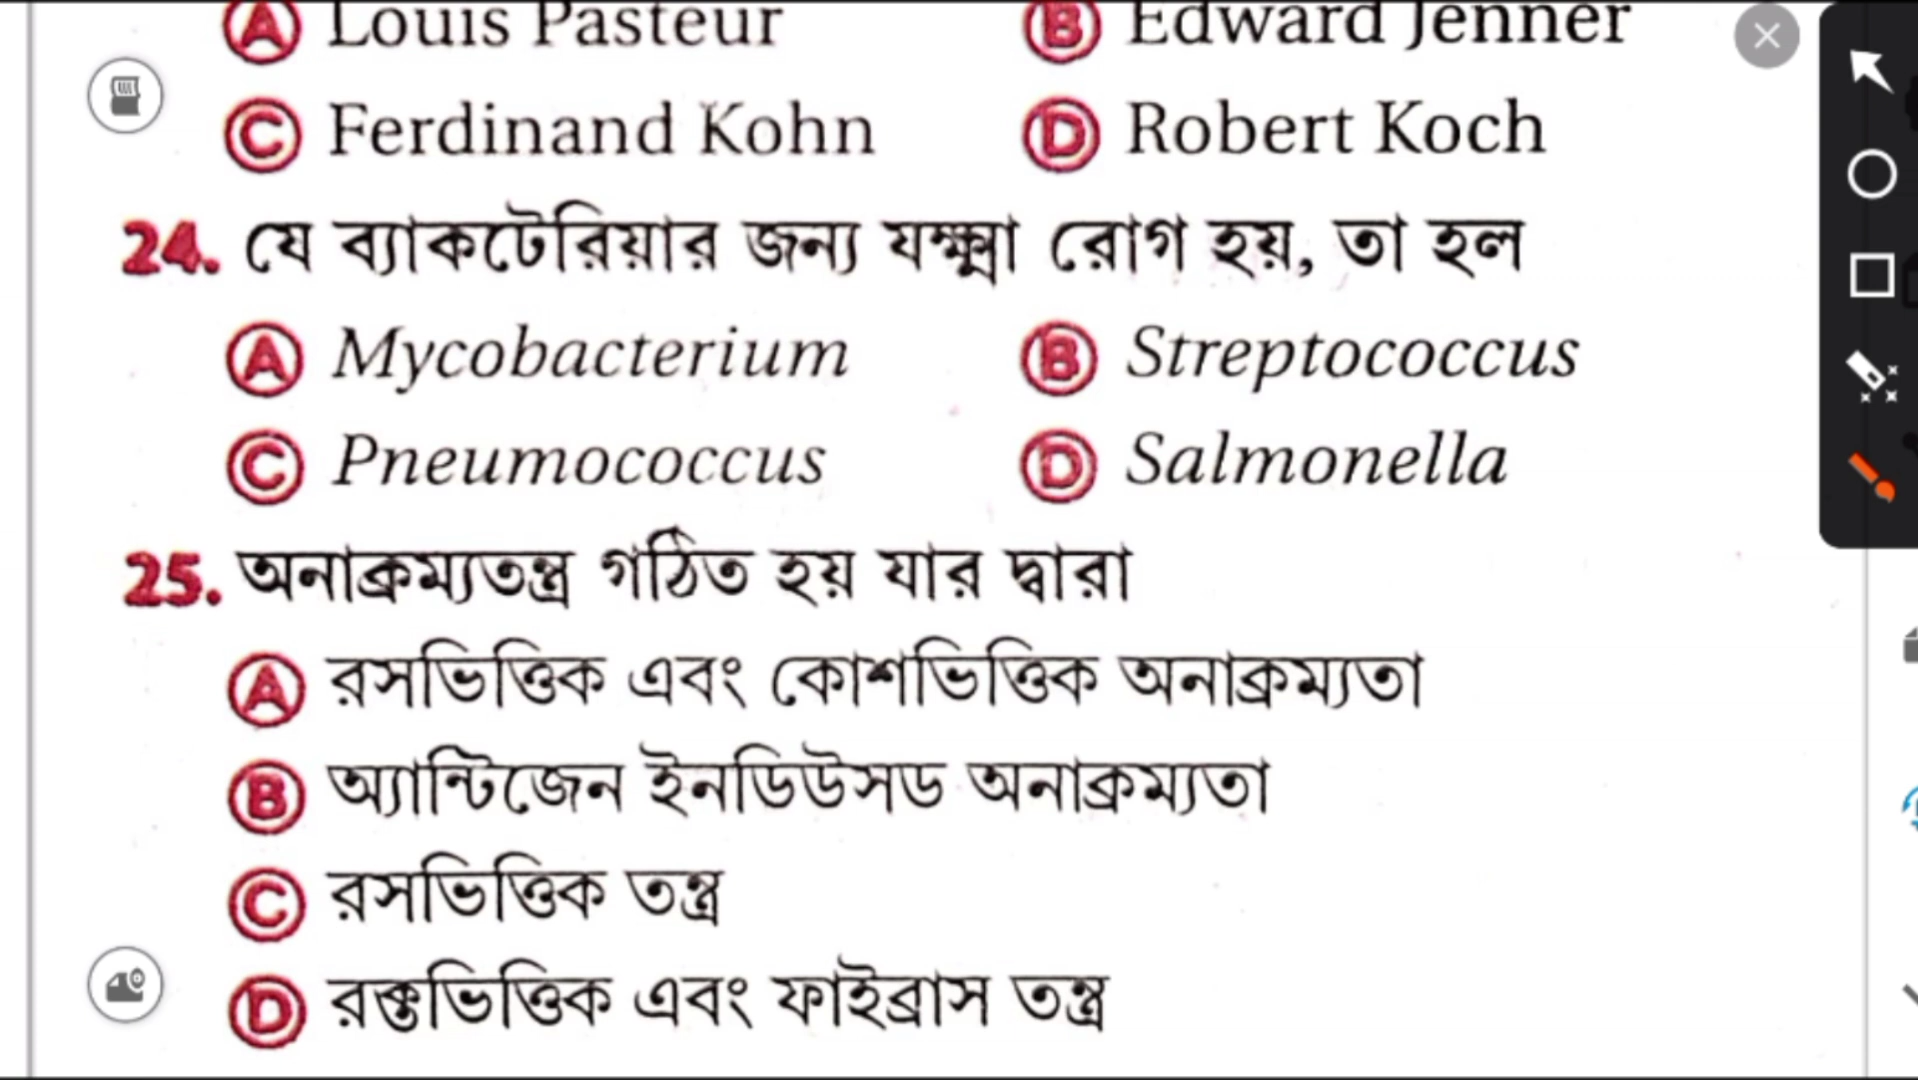 A Louis Pasteur B Edward Jenner
C Ferdinand Kohn D Robert Koch
24. যে ব্যাকটেরিয়ার জন্য যক্ষ্মা রোগ হয়, তা হল
A Mycobacterium B Streptococcus
C Pneumococcus D Salmonella
25. অনাক্রম্যতন্ত্র গঠিত হয় যার দ্বারা
A রসভিত্তিক এবং কোশভিত্তিক অনাক্রম্যতা
B অ্যান্টিজেন ইনডিউসড অনাক্রম্যতা
C রসভিত্তিক তন্ত্র
D রক্তভিত্তিক এবং ফাইব্রাস তন্ত্র